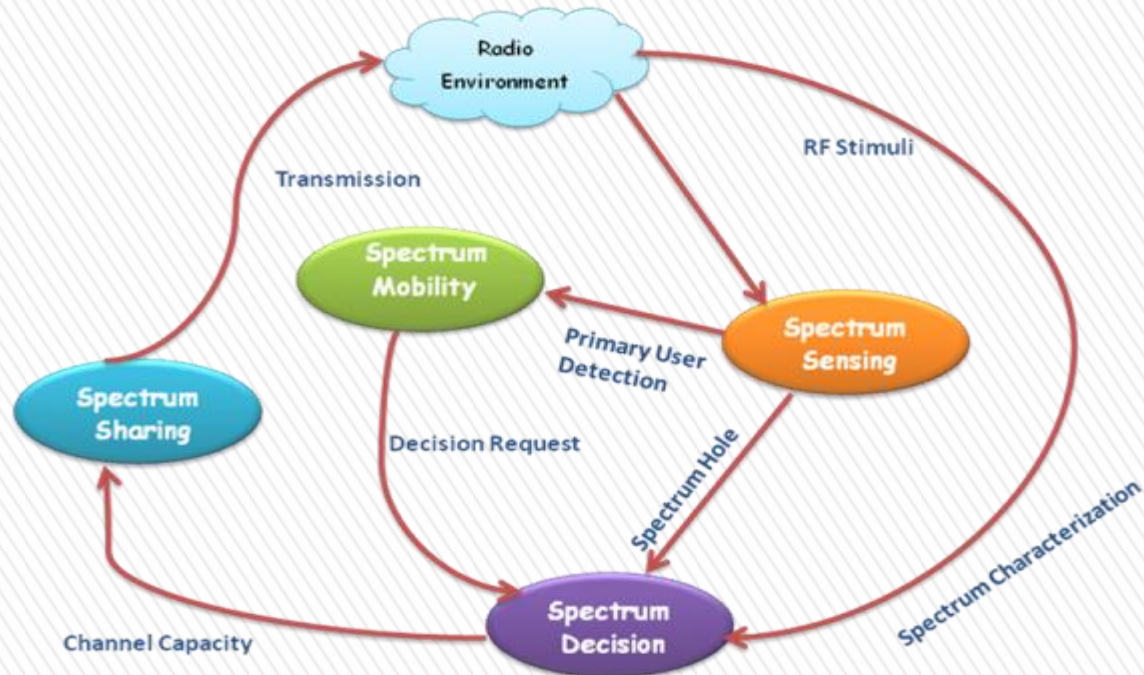 Radio
Environment
RF Stimuli
Transmission
Spectrum
Mobility
Spectrum
Sensing
Primary User
Detection
Spectrum
Sharing
Decision Request
Spectrum Hole
Spectrum Characterization
Spectrum
Decision
Channel Capacity